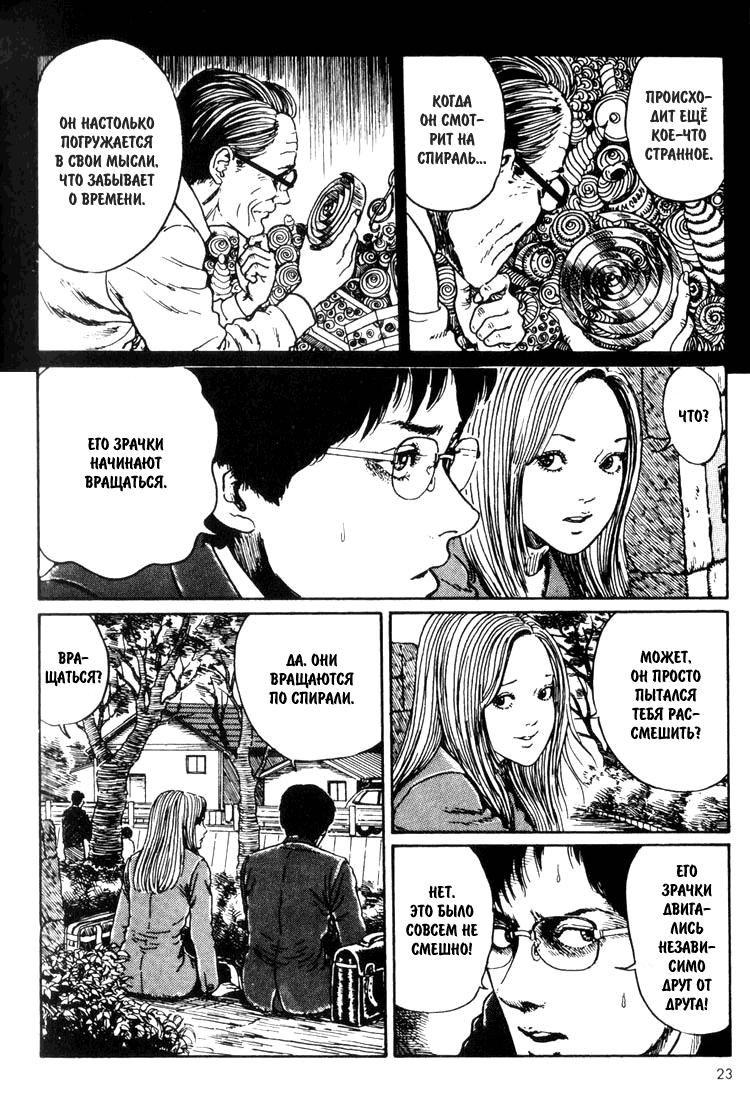 ПРОИСХО-
ДИТ ЕЩЁ
КОЕ-ЧТО
СТРАННОЕ.
КОГДА
ОН СМОТ-
РИТ НА
СПИРАЛЬ...
ОН НАСТОЛЬКО
ПОГРУЖАЕТСЯ
В СВОИ МЫСЛИ,
ЧТО ЗАБЫВАЕТ
О ВРЕМЕНИ.
ЧТО?
ЕГО ЗРАЧКИ
НАЧИНАЮТ
ВРАЩАТЬСЯ.
МОЖЕТ,
ОН ПРОСТО
ПЫТАЛСЯ
ТЕБЯ РАС-
СМЕШИТЬ?
ЕГО
ЗРАЧКИ
ДВИГА-
ЛИСЬ
НЕЗАВИ-
СИМО
ДРУГ ОТ
ДРУГА!
НЕТ.
ЭТО БЫЛО
СОВСЕМ НЕ
СМЕШНО!
ДА, ОНИ
ВРАЩАЮТСЯ
ПО СПИРАЛИ.
ВРА-
ЩАТЬСЯ?
23